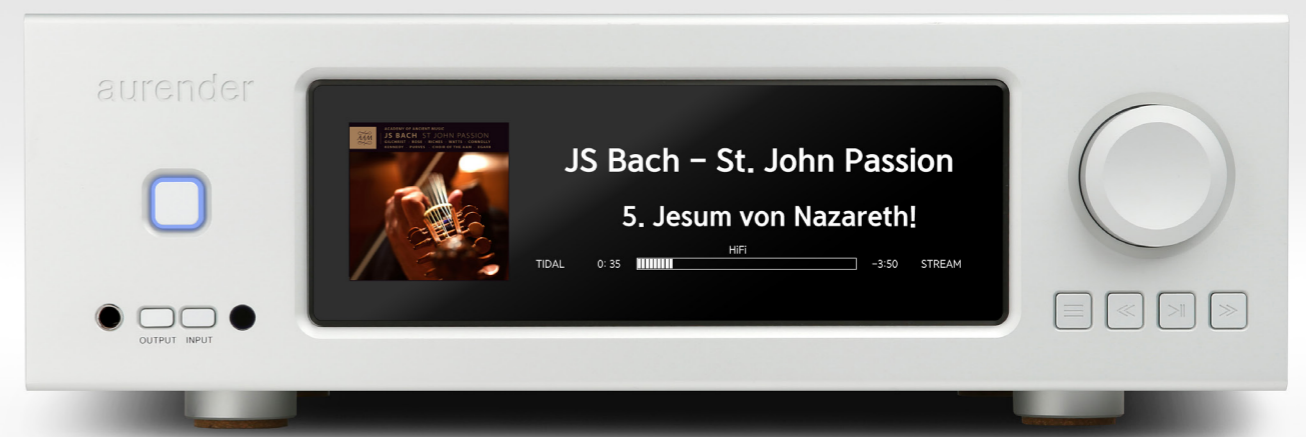 aurender
ACADEMY OF ANCIENT MUSIC
JS BACH ST JOHN PASSION
JS Bach – St. John Passion
5. Jesum von Nazareth!
HiFi
TIDAL 0: 35 -3:50 STREAM
OUTPUT INPUT